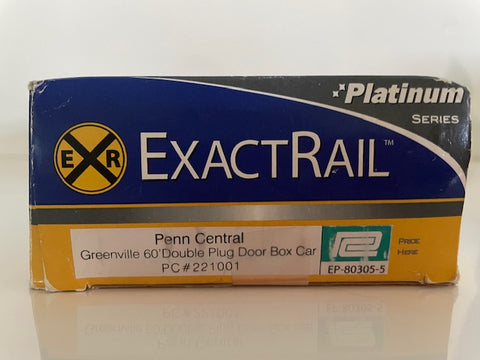 Platinum
SERIES
E R
EXACTRAIL™
Penn Central
Greenville 60' Double Plug Door Box Car
PC#221001
EP-80305-5
PRICE
HERE